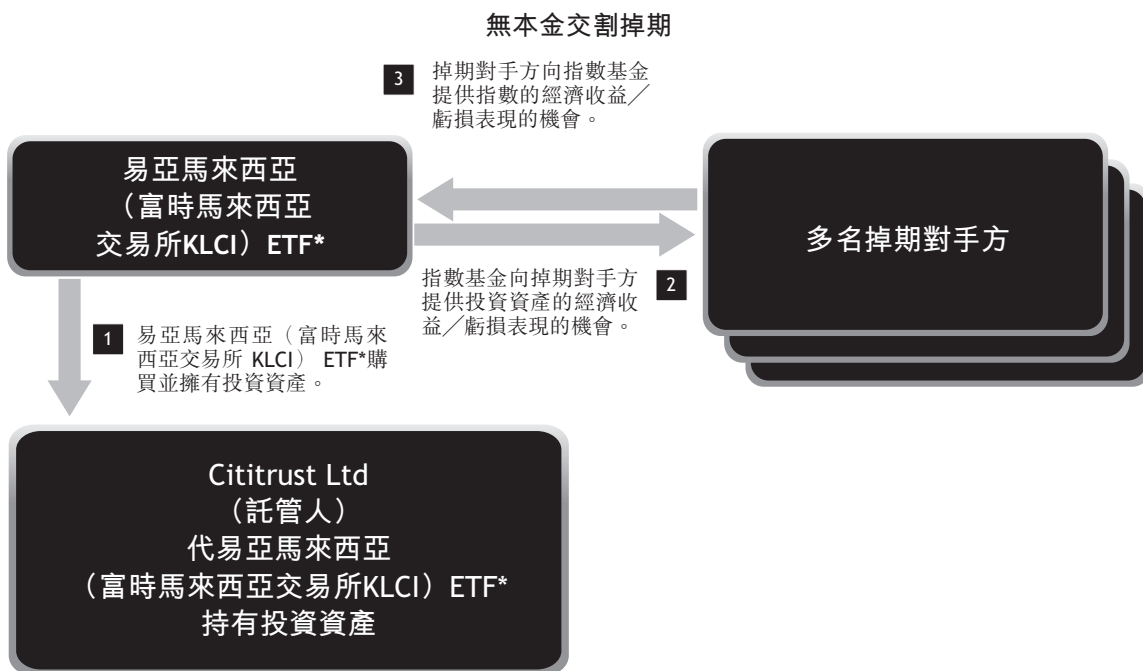 無本金交割掉期
3
掉期對手方向指數基金
提供指數的經濟收益╱
虧損表現的機會。
易亞馬來西亞
（富時馬來西亞
交易所KLCI）ETF*
多名掉期對手方
指數基金向掉期對手方
提供投資資產的經濟收
益╱虧損表現的機會。
2
1
易亞馬來西亞（富時馬來
西亞交易所 KLCI） ETF*購
買並擁有投資資產。
Cititrust Ltd
（託管人）
代易亞馬來西亞
（富時馬來西亞交易所KLCI）ETF*
持有投資資產